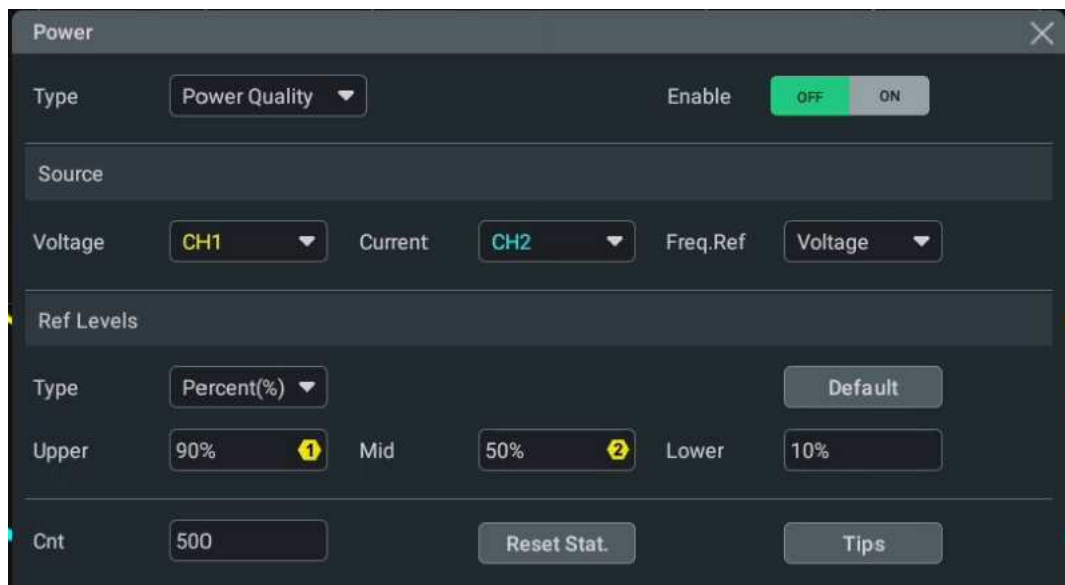 Power
Type Power Quality Enable OFF ON
Source
Voltage CH1 Current CH2 Freq.Ref Voltage
Ref Levels
Type Percent(%) Default
Upper 90% 1 Mid 50% 2 Lower 10%
Cnt 500 Reset Stat. Tips